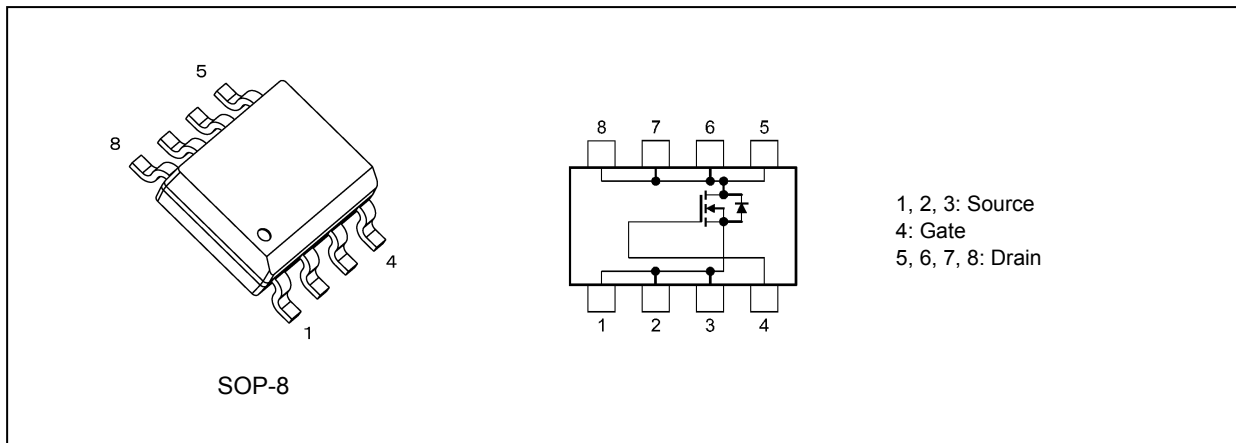 5
8
4
1
SOP-8
8 7 6 5
1 2 3 4
1, 2, 3: Source
4: Gate
5, 6, 7, 8: Drain